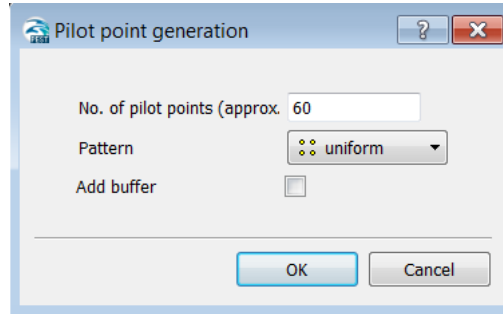 Pilot point generation
No. of pilot points (approx. 60
Pattern uniform
Add buffer
OK Cancel